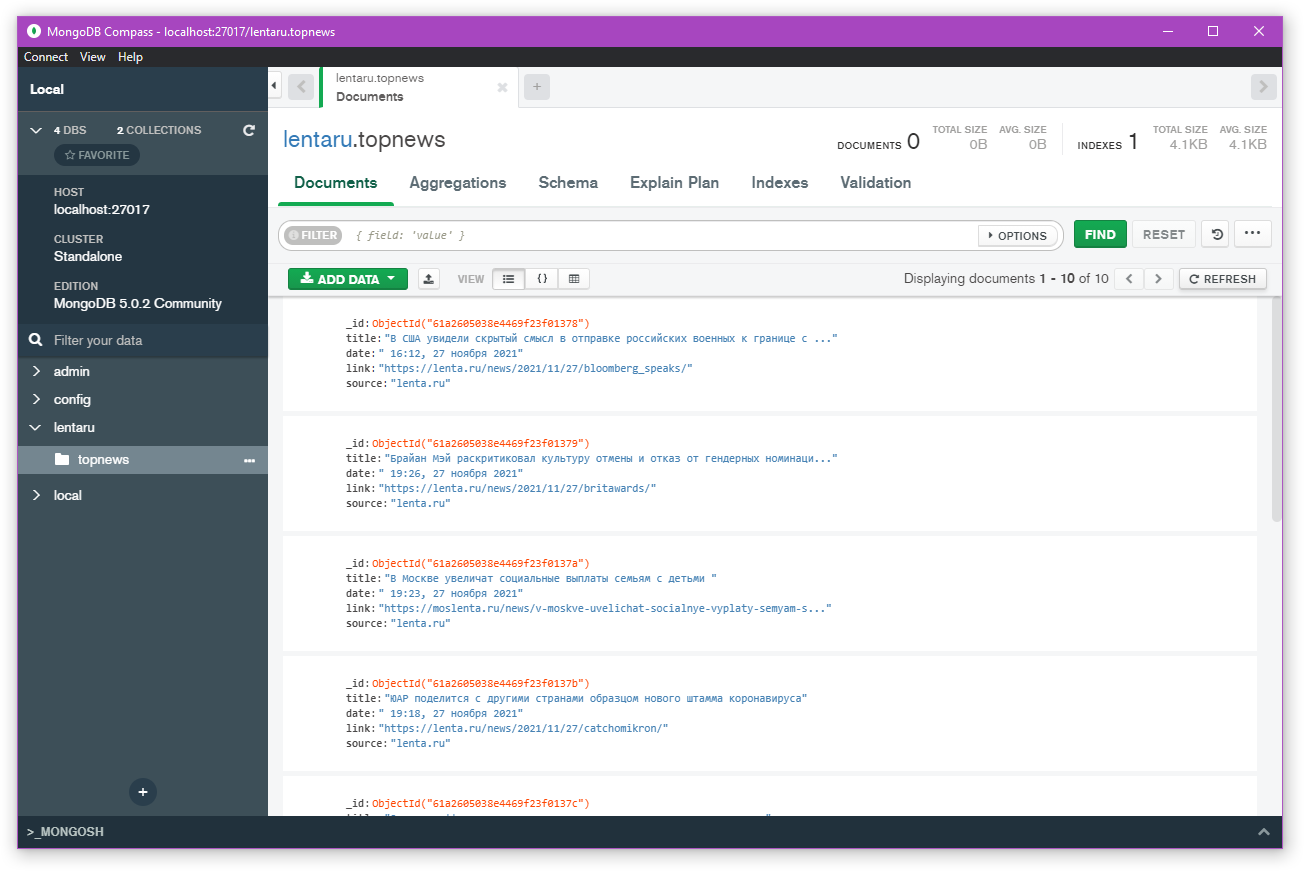 MongoDB Compass - localhost:27017/lentaru.topnews
Connect View Help
Local
4 DBS 2 COLLECTIONS
FAVORITE
HOST
localhost:27017
CLUSTER
Standalone
EDITION
MongoDB 5.0.2 Community
Filter your data
admin
config
lentaru
topnews
local
lentaru.topnews
Documents
lentaru.topnews
DOCUMENTS 0
TOTAL SIZE
0B
AVG. SIZE
0B
INDEXES 1
TOTAL SIZE
4.1KB
AVG. SIZE
4.1KB
Documents Aggregations Schema Explain Plan Indexes Validation
FILTER { field: 'value' } OPTIONS FIND RESET
ADD DATA VIEW Displaying documents 1 - 10 of 10 REFRESH
_id:ObjectId("61a2605038e4469f23f01378")
title:"В США увидели скрытый смысл в отправке российских военных к границе с ..."
date:" 16:12, 27 ноября 2021"
link:"https://lenta.ru/news/2021/11/27/bloomberg_speaks/"
source:"lenta.ru"
_id:ObjectId("61a2605038e4469f23f01379")
title:"Брайан Мэй раскритиковал культуру отмены и отказ от гендерных номинаци..."
date:" 19:26, 27 ноября 2021"
link:"https://lenta.ru/news/2021/11/27/britawards/"
source:"lenta.ru"
_id:ObjectId("61a2605038e4469f23f0137a")
title:"В Москве увеличат социальные выплаты семьям с детьми "
date:" 19:23, 27 ноября 2021"
link:"https://moslenta.ru/news/v-moskve-uvelichat-socialnye-vyplaty-semyam-s..."
source:"lenta.ru"
_id:ObjectId("61a2605038e4469f23f0137b")
title:"ЮАР поделится с другими странами образцом нового штамма коронавируса"
date:" 19:18, 27 ноября 2021"
link:"https://lenta.ru/news/2021/11/27/catchomikron/"
source:"lenta.ru"
_id:ObjectId("61a2605038e4469f23f0137c")
>_MONGOSH